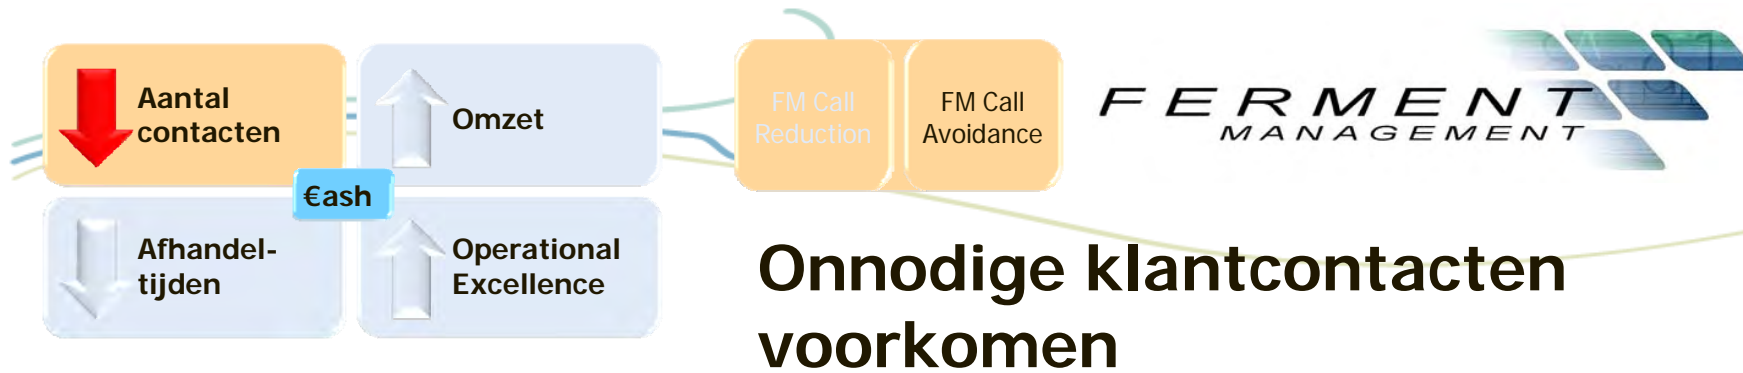 Aantal
contacten
Omzet
€ash
Afhandel-
tijden
Operational
Excellence
FM Call
Reduction
FM Call
Avoidance
FERMENT
MANAGEMENT
Onnodige klantcontacten
voorkomen